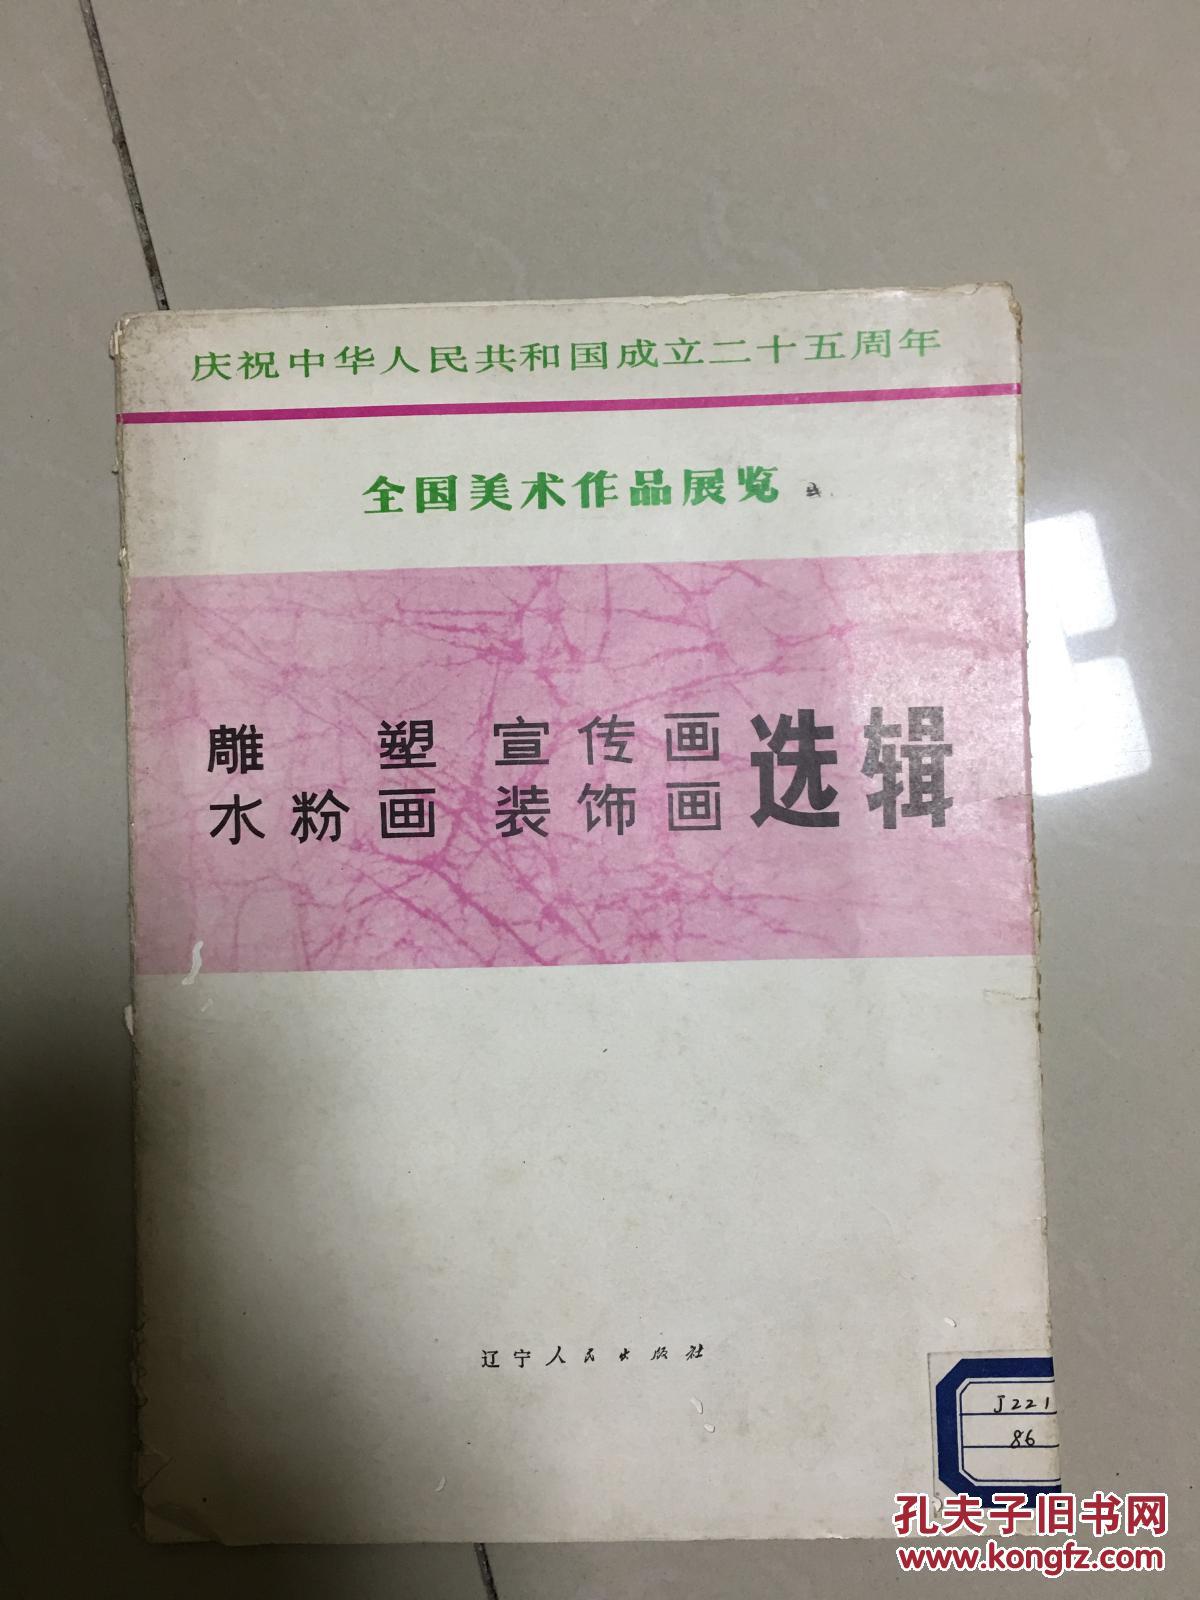 庆祝中华人民共和国成立二十五周年
全国美术作品展览
雕塑 宣传画
水粉画 装饰画
选辑
辽宁人民出版社
J221
86
孔夫子旧书网
www.kongfz.com